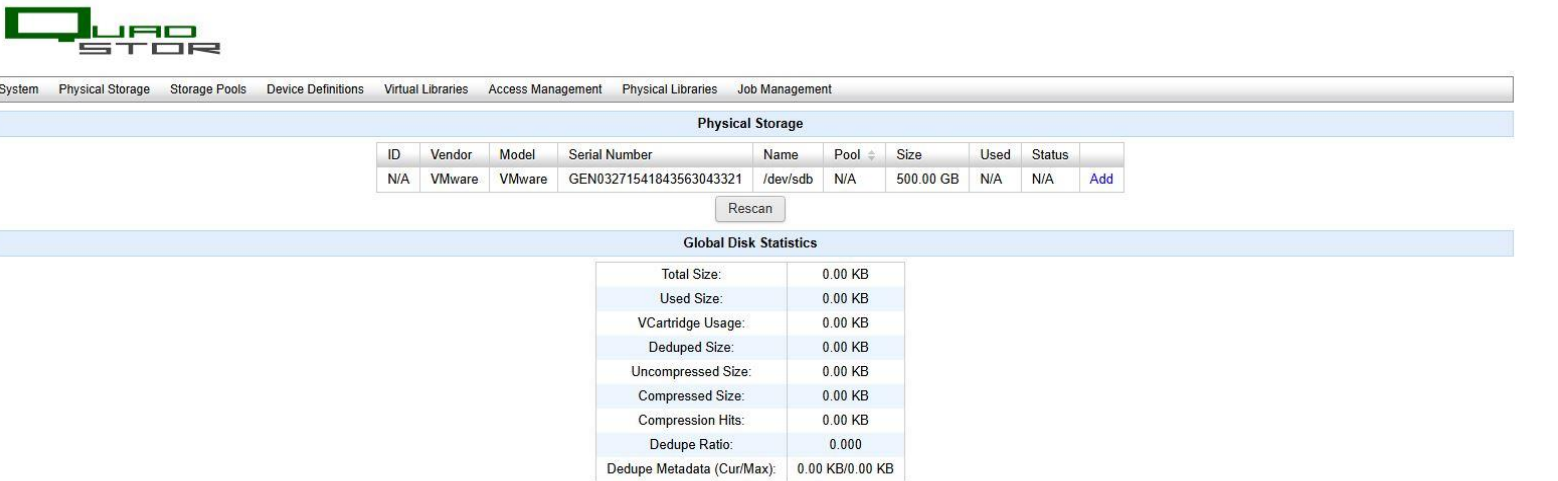 QUAD
STOR
System Physical Storage Storage Pools Device Definitions Virtual Libraries Access Management Physical Libraries Job Management
Physical Storage
ID Vendor Model Serial Number Name Pool Size Used Status
N/A VMware VMware GEN03271541843563043321 /dev/sdb N/A 500.00 GB N/A N/A Add
Rescan
Global Disk Statistics
Total Size: 0.00 KB
Used Size: 0.00 KB
VCartridge Usage: 0.00 KB
Deduped Size: 0.00 KB
Uncompressed Size: 0.00 KB
Compressed Size: 0.00 KB
Compression Hits: 0.00 KB
Dedupe Ratio: 0.000
Dedupe Metadata (Cur/Max): 0.00 KB/0.00 KB